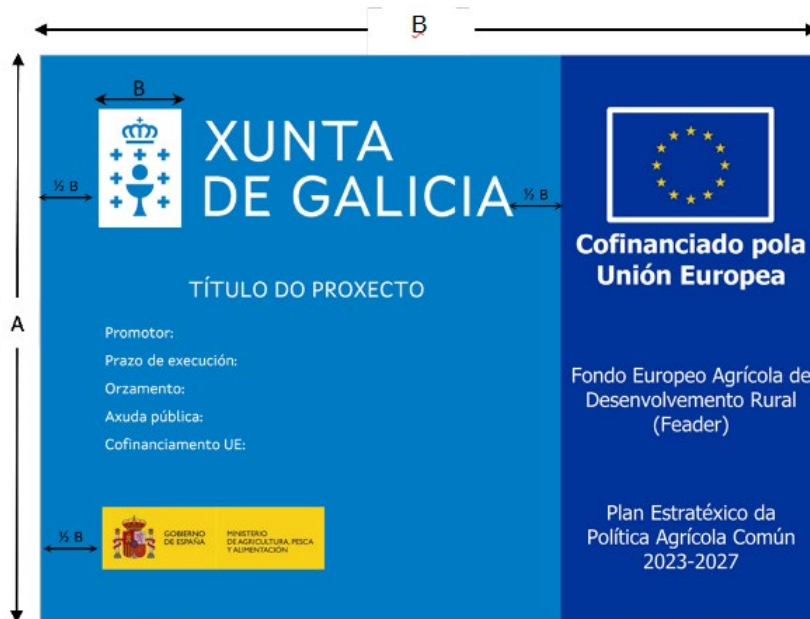 B
B
XUNTA
DE GALICIA
½ B
½ B
Cofinanciado pola
Unión Europea
TÍTULO DO PROXECTO
A
Promotor:
Prazo de execución:
Orzamento:
Axuda pública:
Cofinanciamento UE:
Fondo Europeo Agrícola de
Desenvolvemento Rural
(Feader)
½ B
GOBIERNO
DE ESPAÑA
MINISTERIO
DE AGRICULTURA, PESCA
Y ALIMENTACIÓN
Plan Estratéxico da
Política Agrícola Común
2023-2027